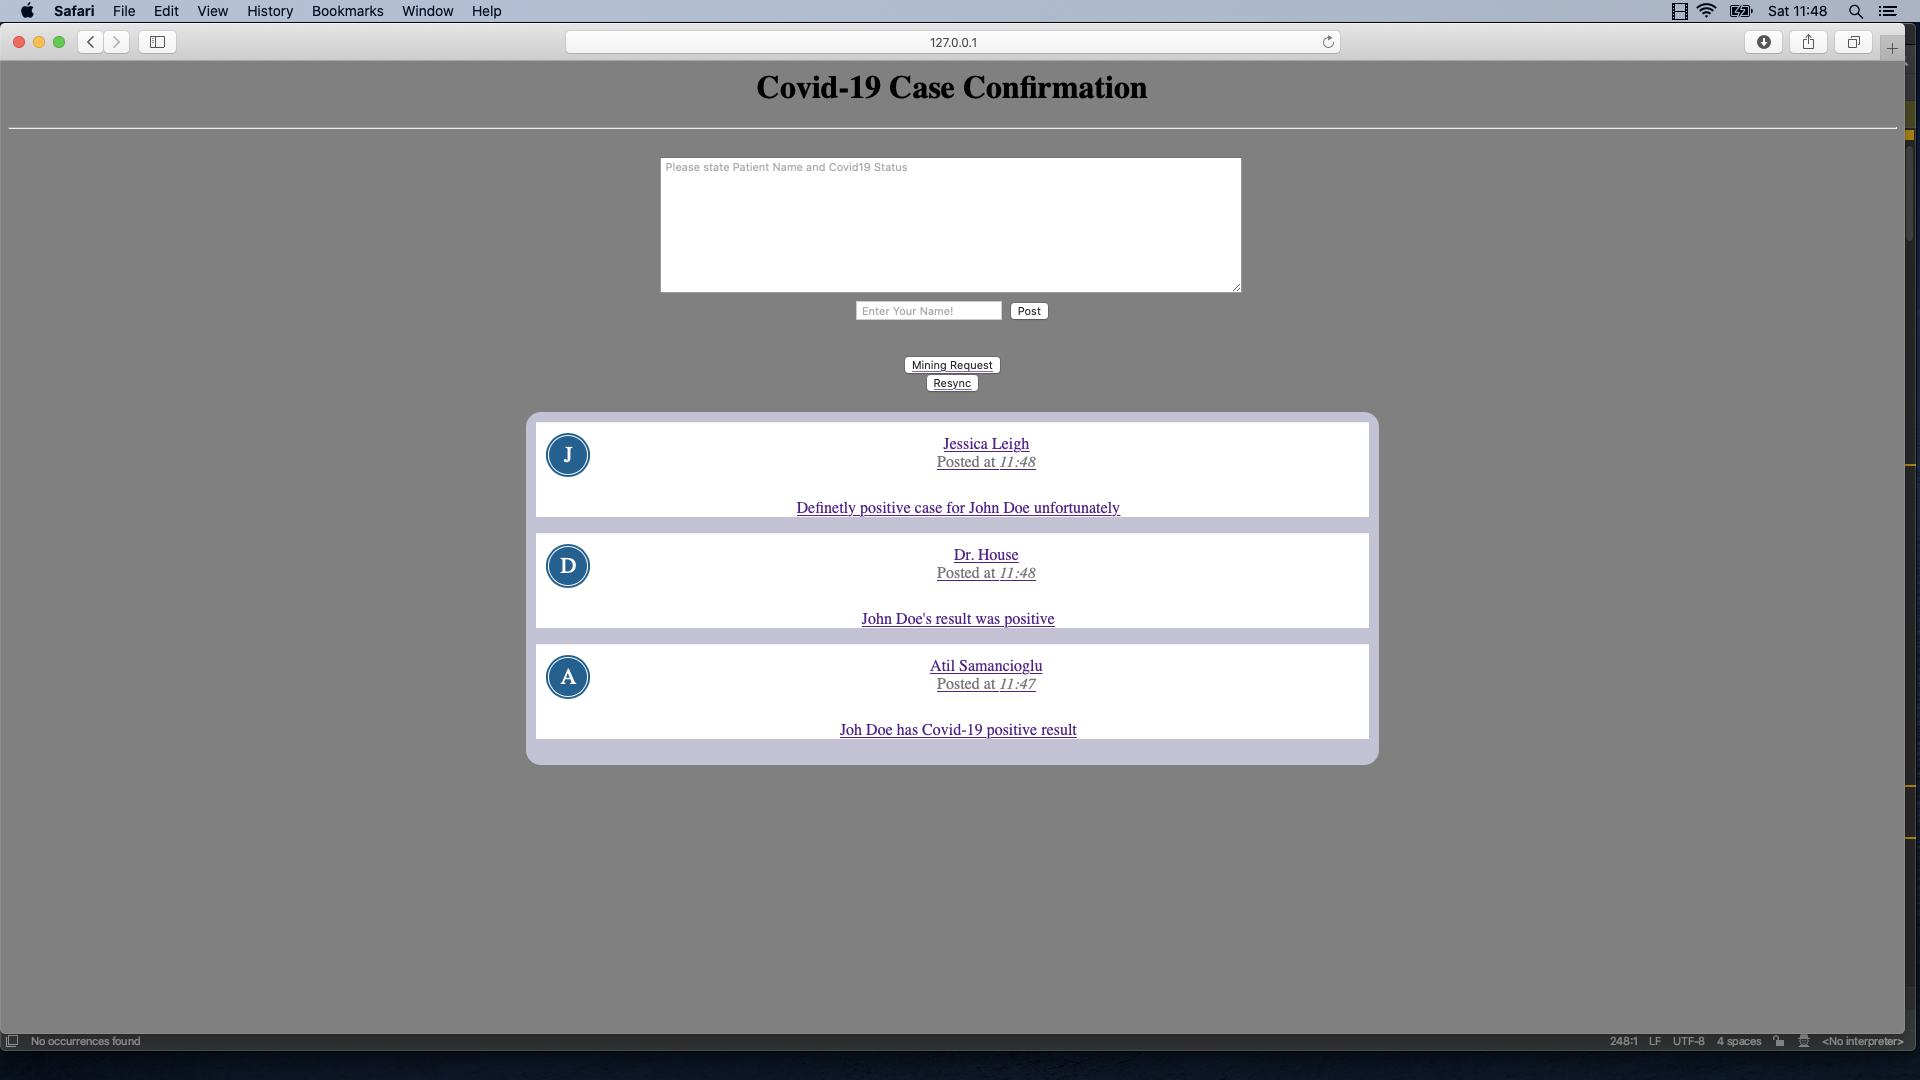 Safari File Edit View History Bookmarks Window Help Sat 11:48
127.0.0.1
Covid-19 Case Confirmation
Please state Patient Name and Covid19 Status
Enter Your Name! Post
Mining Request
Resync
J
Jessica Leigh
Posted at 11:48
Definetly positive case for John Doe unfortunately
D
Dr. House
Posted at 11:48
John Doe's result was positive
A
Atil Samancioglu
Posted at 11:47
Joh Doe has Covid-19 positive result
No occurrences found 248:1 LF UTF-8 4 spaces <No interpreter>